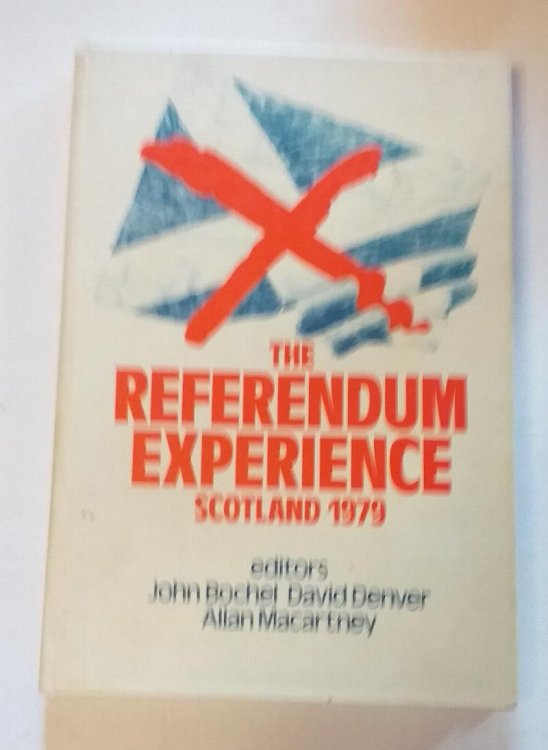 THE
REFERENDUM
EXPERIENCE
SCOTLAND 1979
editors
John Bochel David Denver
Allan Macartney